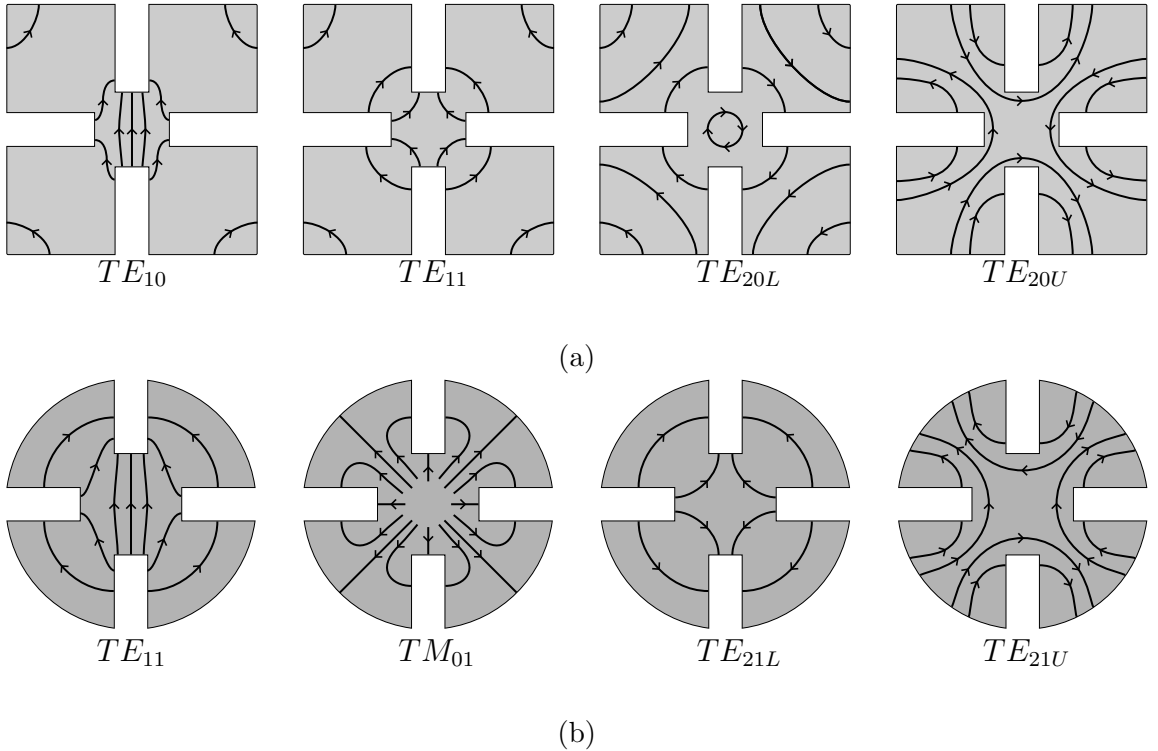 TE₁₀ TE₁₁ TE₂₀L TE₂₀U
(a)
TE₁₁ TM₀₁ TE₂₁L TE₂₁U
(b)